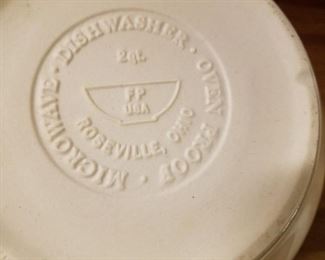 MICROWAVE · DISHWASHER · OVEN PROOF ·
2 qt.
FP
USA
ROSEVILLE, OHIO